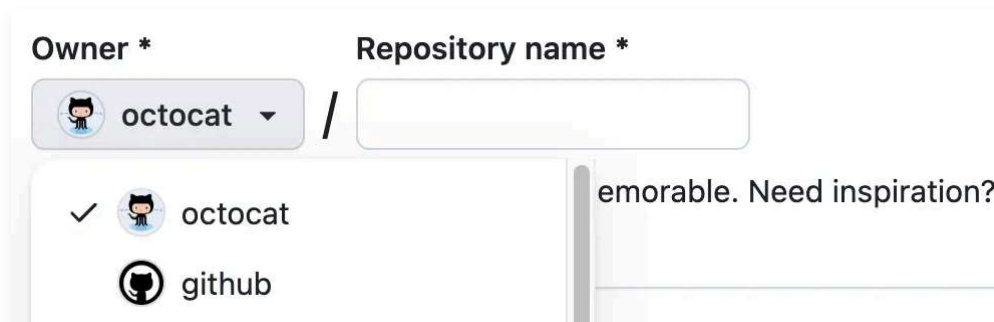 Owner * Repository name *
octocat / 
octocat emorable. Need inspiration?
github